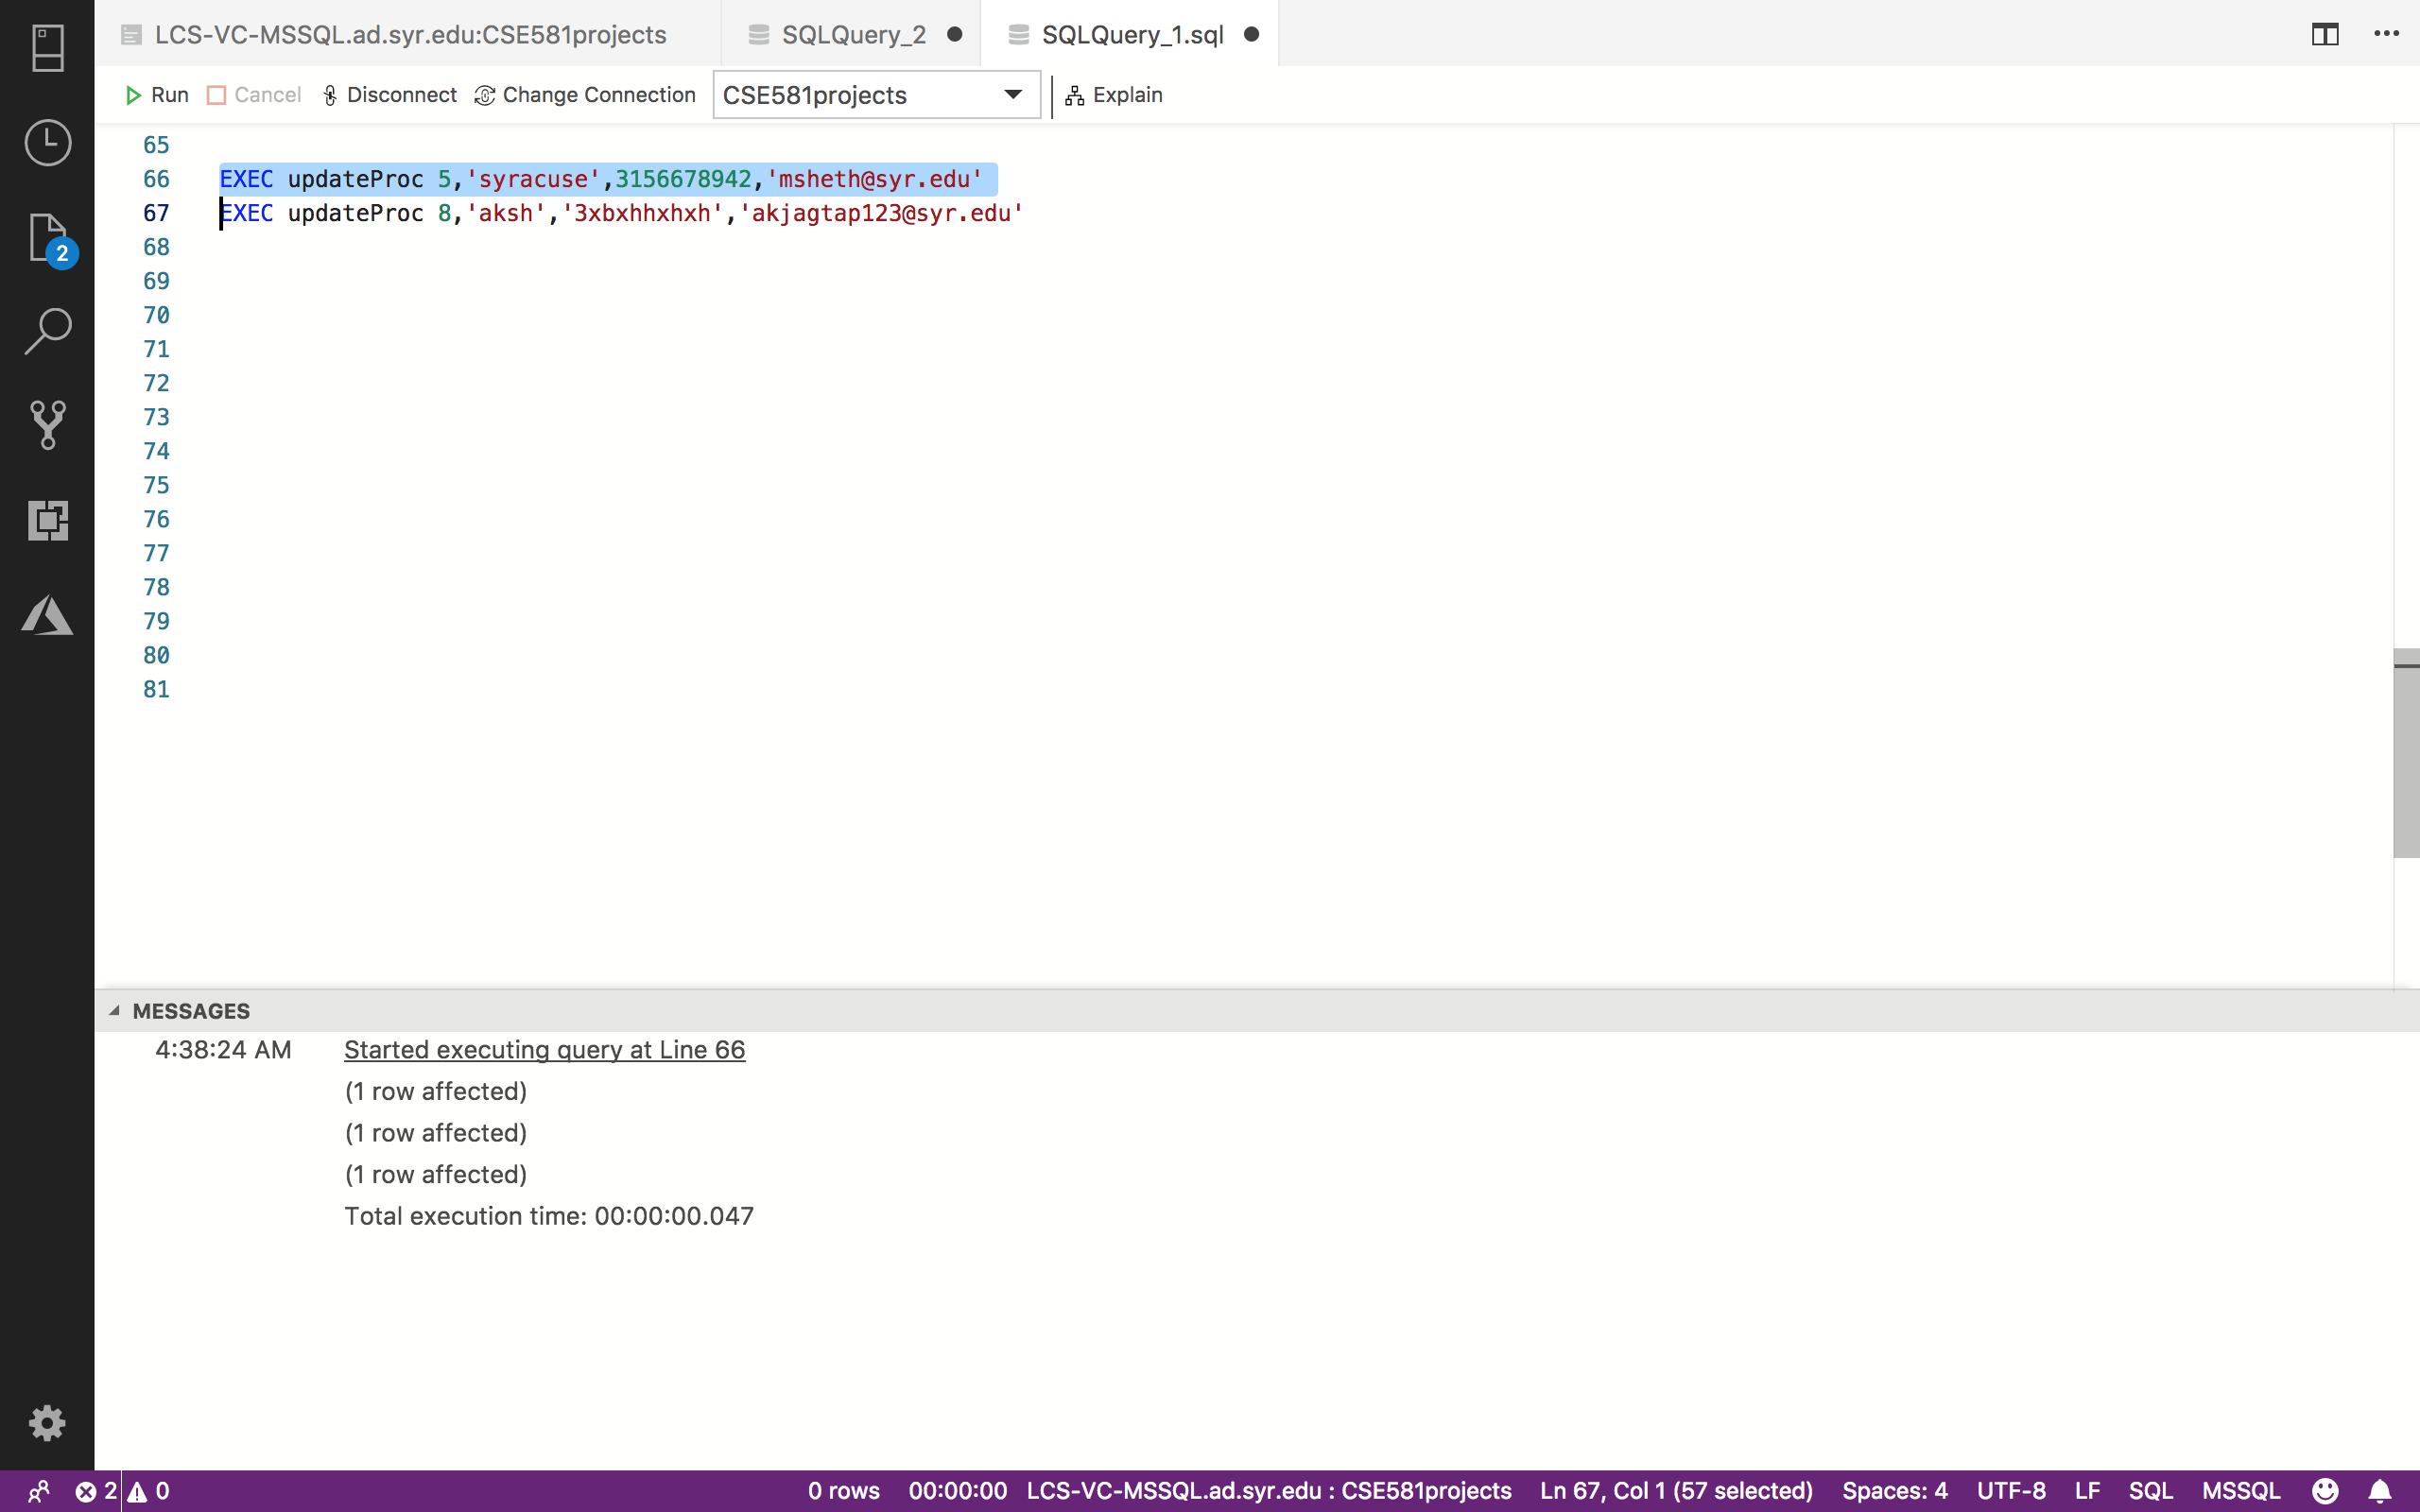 LCS-VC-MSSQL.ad.syr.edu:CSE581projects SQLQuery_2 SQLQuery_1.sql
Run Cancel Disconnect Change Connection CSE581projects Explain
65
66 EXEC updateProc 5,'syracuse',3156678942,'msheth@syr.edu'
67 EXEC updateProc 8,'aksh','3xbxhhxhxh','akjagtap123@syr.edu'
2
68
69
70
71
72
73
74
75
76
77
78
79
80
81
MESSAGES
4:38:24 AM Started executing query at Line 66
(1 row affected)
(1 row affected)
(1 row affected)
Total execution time: 00:00:00.047
2 0 0 rows 00:00:00 LCS-VC-MSSQL.ad.syr.edu : CSE581projects Ln 67, Col 1 (57 selected) Spaces: 4 UTF-8 LF SQL MSSQL